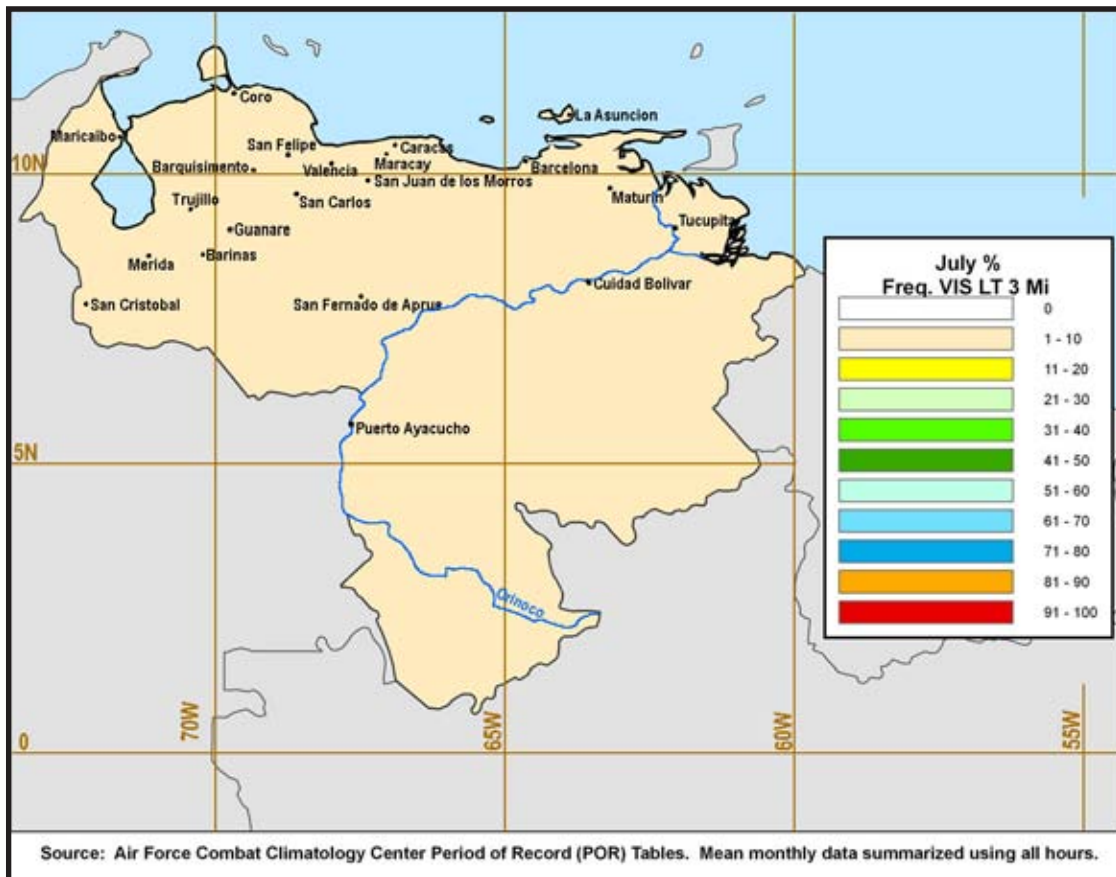 Coro
La Asuncion
Maricaibo
San Felipe
Caracas
10N
Barquisimento
Valencia
Maracay
Barcelona
San Juan de los Morros
Trujillo
San Carlos
Maturin
Guanare
Tucupita
Merida
Barinas
Cuidad Bolivar
San Cristobal
San Fernado de Aprue
Puerto Ayacucho
5N
Orinoco
70W
65W
60W
55W
0
July %
Freq. VIS LT 3 Mi
0
1 - 10
11 - 20
21 - 30
31 - 40
41 - 50
51 - 60
61 - 70
71 - 80
81 - 90
91 - 100
Source: Air Force Combat Climatology Center Period of Record (POR) Tables. Mean monthly data summarized using all hours.